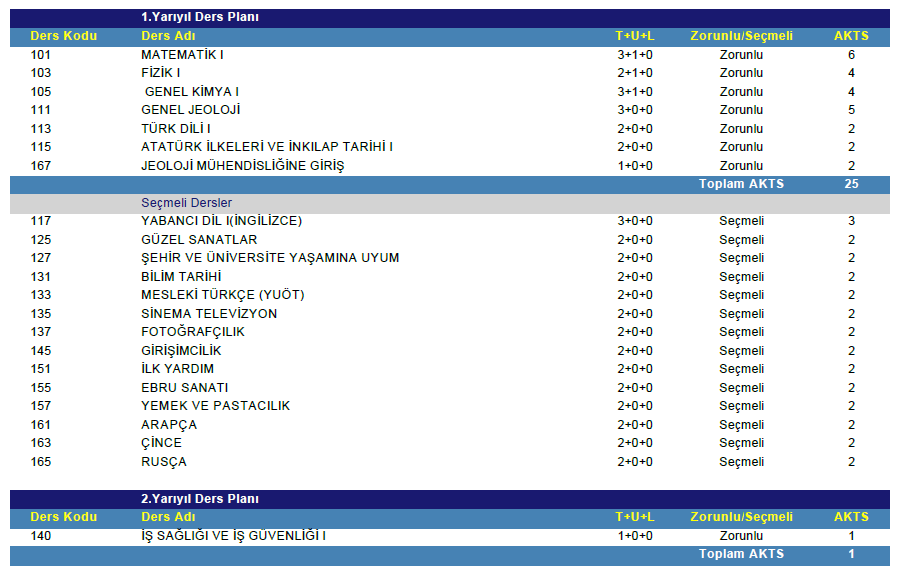 1.Yarıyıl Ders Planı
Ders Kodu Ders Adı T+U+L Zorunlu/Seçmeli AKTS
101 MATEMATİK I 3+1+0 Zorunlu 6
103 FİZİK I 2+1+0 Zorunlu 4
105 GENEL KİMYA I 3+1+0 Zorunlu 4
111 GENEL JEOLOJİ 3+0+0 Zorunlu 5
113 TÜRK DİLİ I 2+0+0 Zorunlu 2
115 ATATÜRK İLKELERİ VE İNKILAP TARİHİ I 2+0+0 Zorunlu 2
167 JEOLOJİ MÜHENDİSLİĞİNE GİRİŞ 1+0+0 Zorunlu 2
Toplam AKTS 25
Seçmeli Dersler
117 YABANCI DİL I(İNGİLİZCE) 3+0+0 Seçmeli 3
125 GÜZEL SANATLAR 2+0+0 Seçmeli 2
127 ŞEHİR VE ÜNİVERSİTE YAŞAMINA UYUM 2+0+0 Seçmeli 2
131 BİLİM TARİHİ 2+0+0 Seçmeli 2
133 MESLEKİ TÜRKÇE (YUÖT) 2+0+0 Seçmeli 2
135 SİNEMA TELEVİZYON 2+0+0 Seçmeli 2
137 FOTOĞRAFÇILIK 2+0+0 Seçmeli 2
145 GİRİŞİMCİLİK 2+0+0 Seçmeli 2
151 İLK YARDIM 2+0+0 Seçmeli 2
155 EBRU SANATI 2+0+0 Seçmeli 2
157 YEMEK VE PASTACILIK 2+0+0 Seçmeli 2
161 ARAPÇA 2+0+0 Seçmeli 2
163 ÇİNCE 2+0+0 Seçmeli 2
165 RUSÇA 2+0+0 Seçmeli 2
2.Yarıyıl Ders Planı
Ders Kodu Ders Adı T+U+L Zorunlu/Seçmeli AKTS
140 İŞ SAĞLIĞI VE İŞ GÜVENLİĞİ I 1+0+0 Zorunlu 1
Toplam AKTS 1